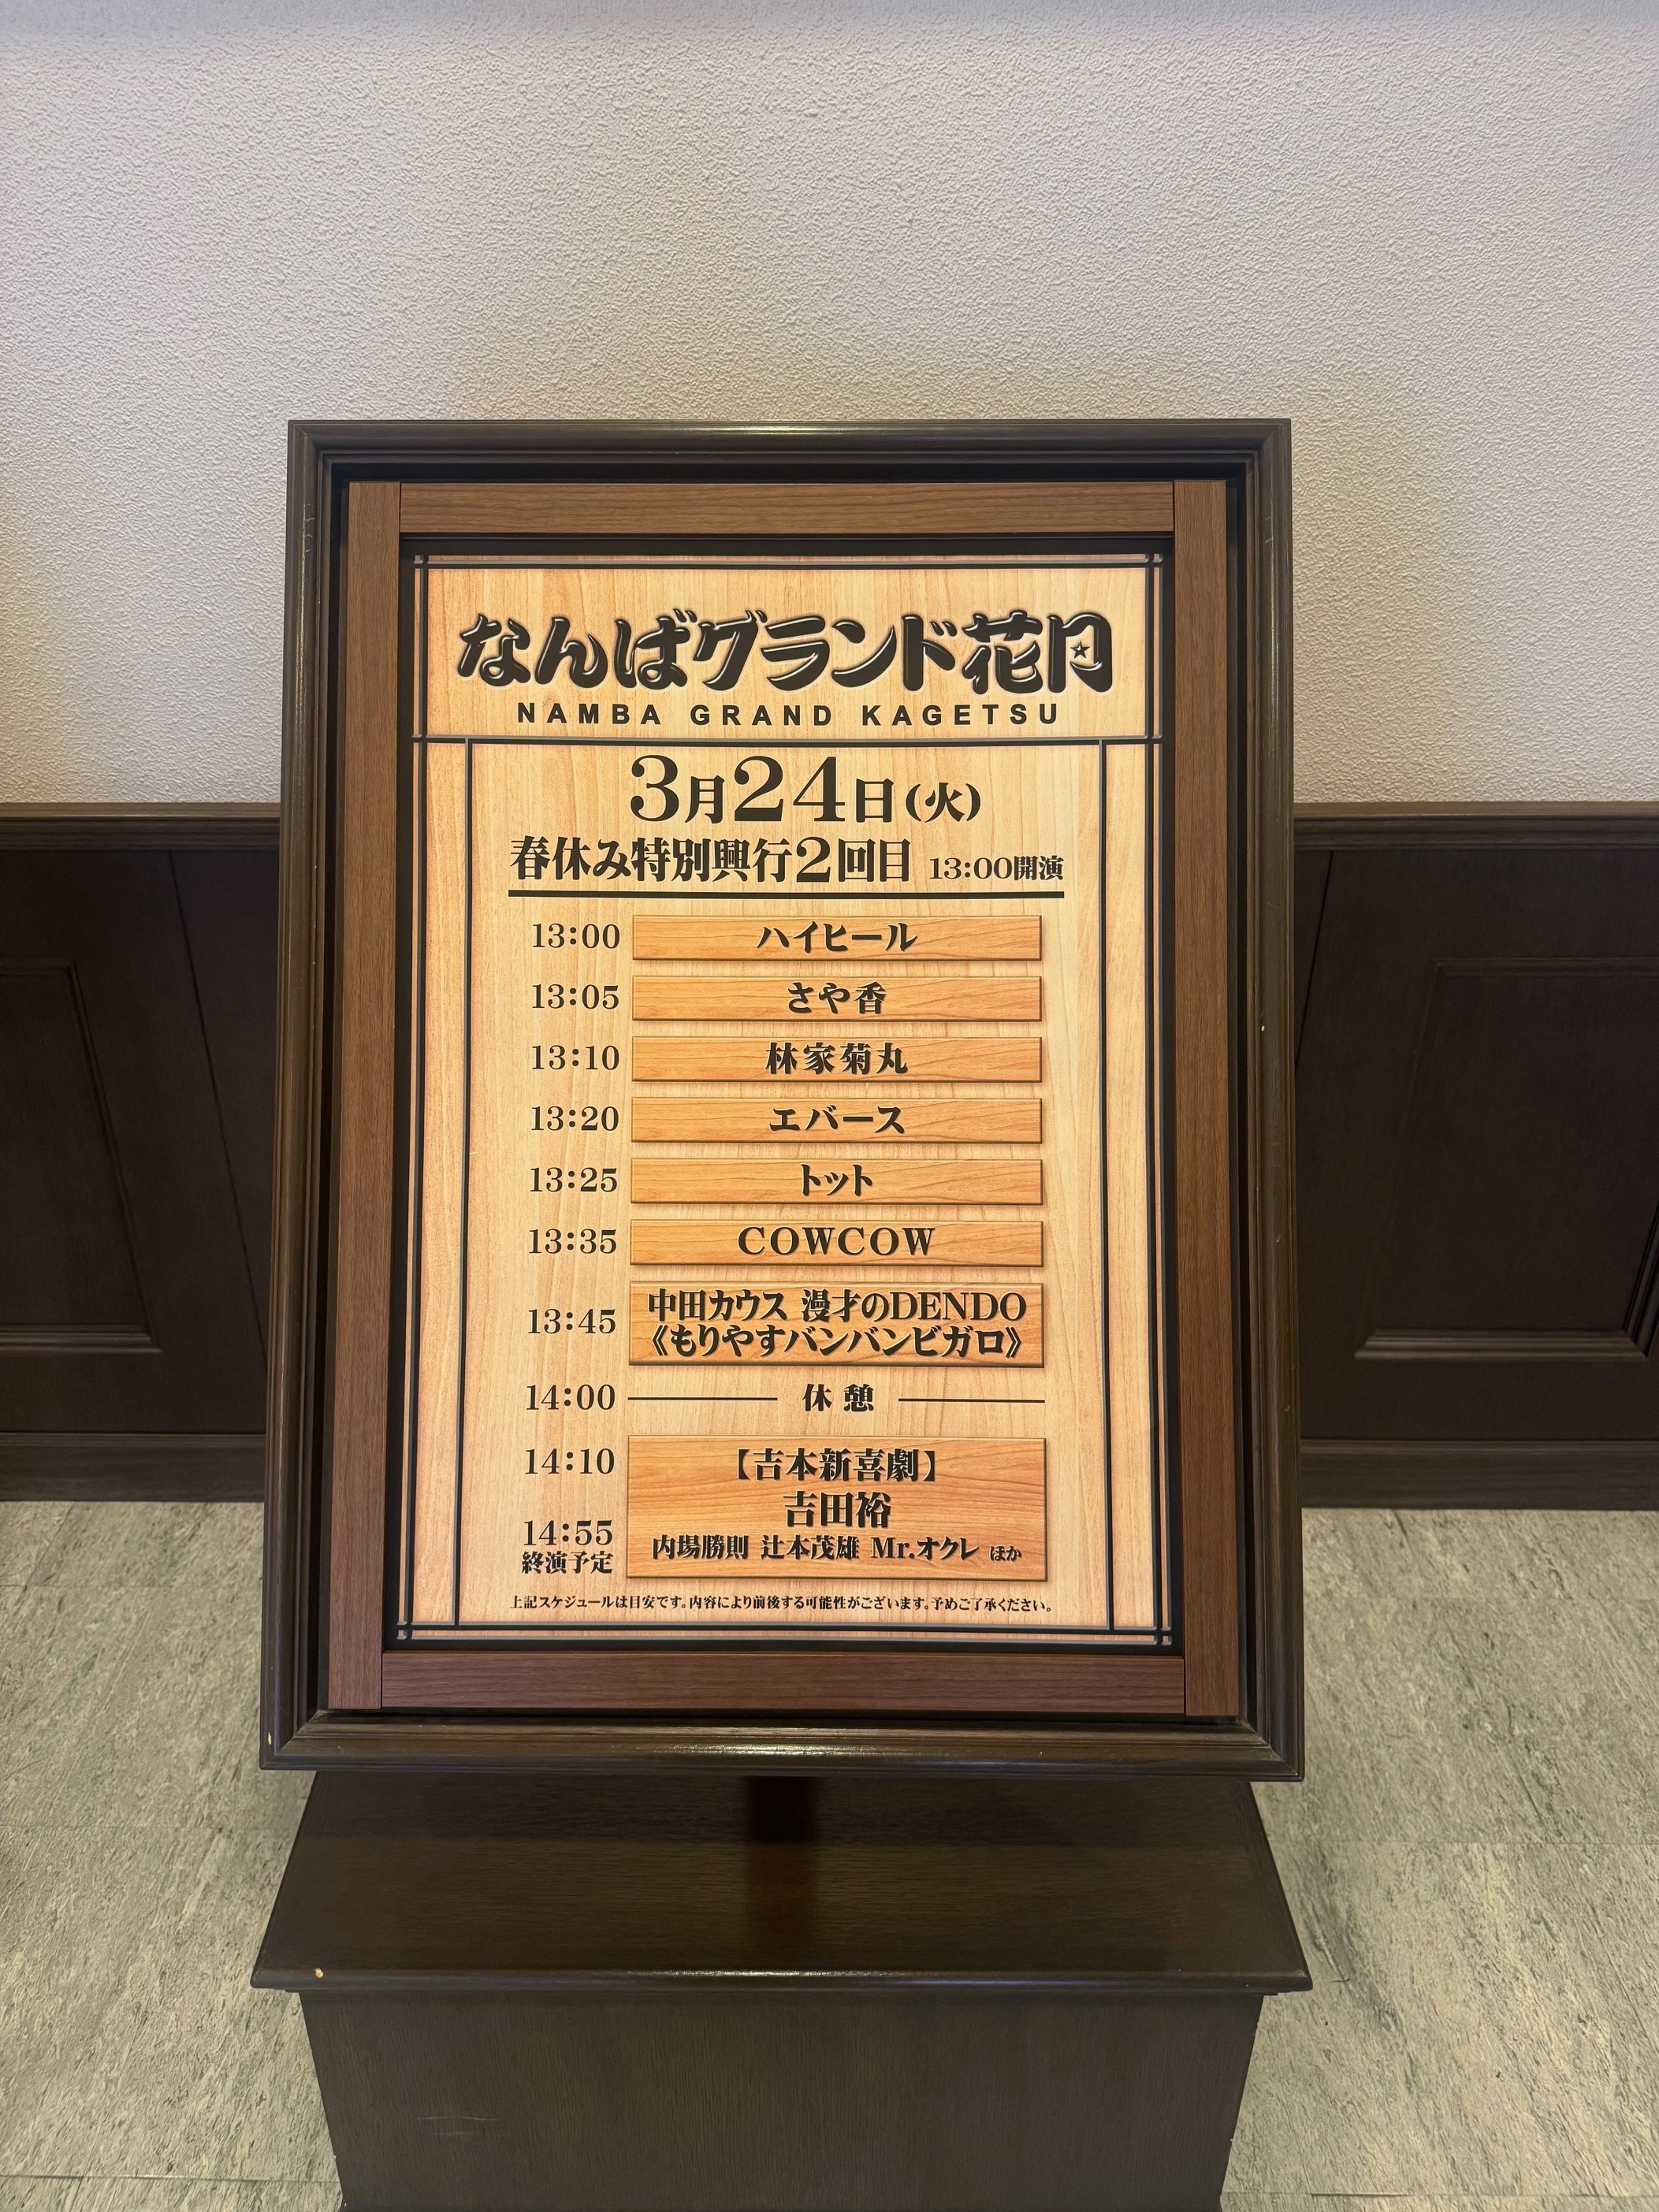 なんばグランド花月
NAMBA GRAND KAGETSU
3月24日(火)
春休み特別興行2回目 13:00開演
13:00 ハイヒール
13:05 さや香
13:10 林家菊丸
13:20 エバース
13:25 トット
13:35 COWCOW
13:45 中田カウス 漫才のDENDO
《もりやすバンバンビガロ》
14:00 休憩
14:10 【吉本新喜劇】
吉田裕
14:55 内場勝則 辻本茂雄 Mr.オクレ ほか
終演予定
上記スケジュールは目安です。内容により前後する可能性がございます。予めご了承ください。